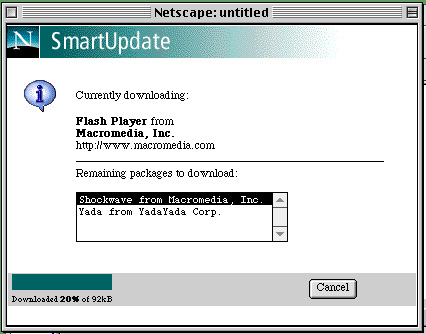 Netscape: untitled
N SmartUpdate
Currently downloading:
Flash Player from
Macromedia, Inc.
http://www.macromedia.com
Remaining packages to download:
Shockwave from Macromedia, Inc.
Yada from YadaYada Corp.
Cancel
Downloaded 20% of 92kB